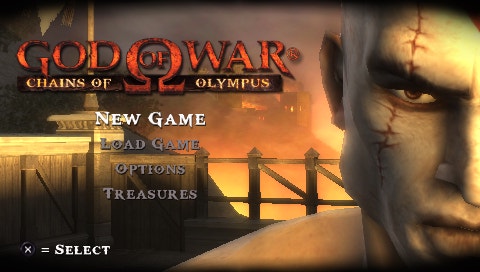 GOD OF WAR®
CHAINS OF OLYMPUS
NEW GAME
LOAD GAME
OPTIONS
TREASURES
X = SELECT